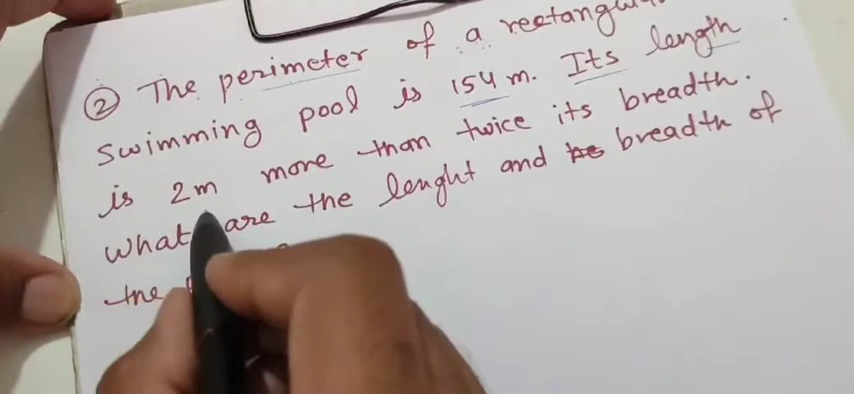 ② The perimeter of a rectangul
swimming pool is 154 m. Its length
is 2m more than twice its breadth.
What are the lenght and breadth of
the